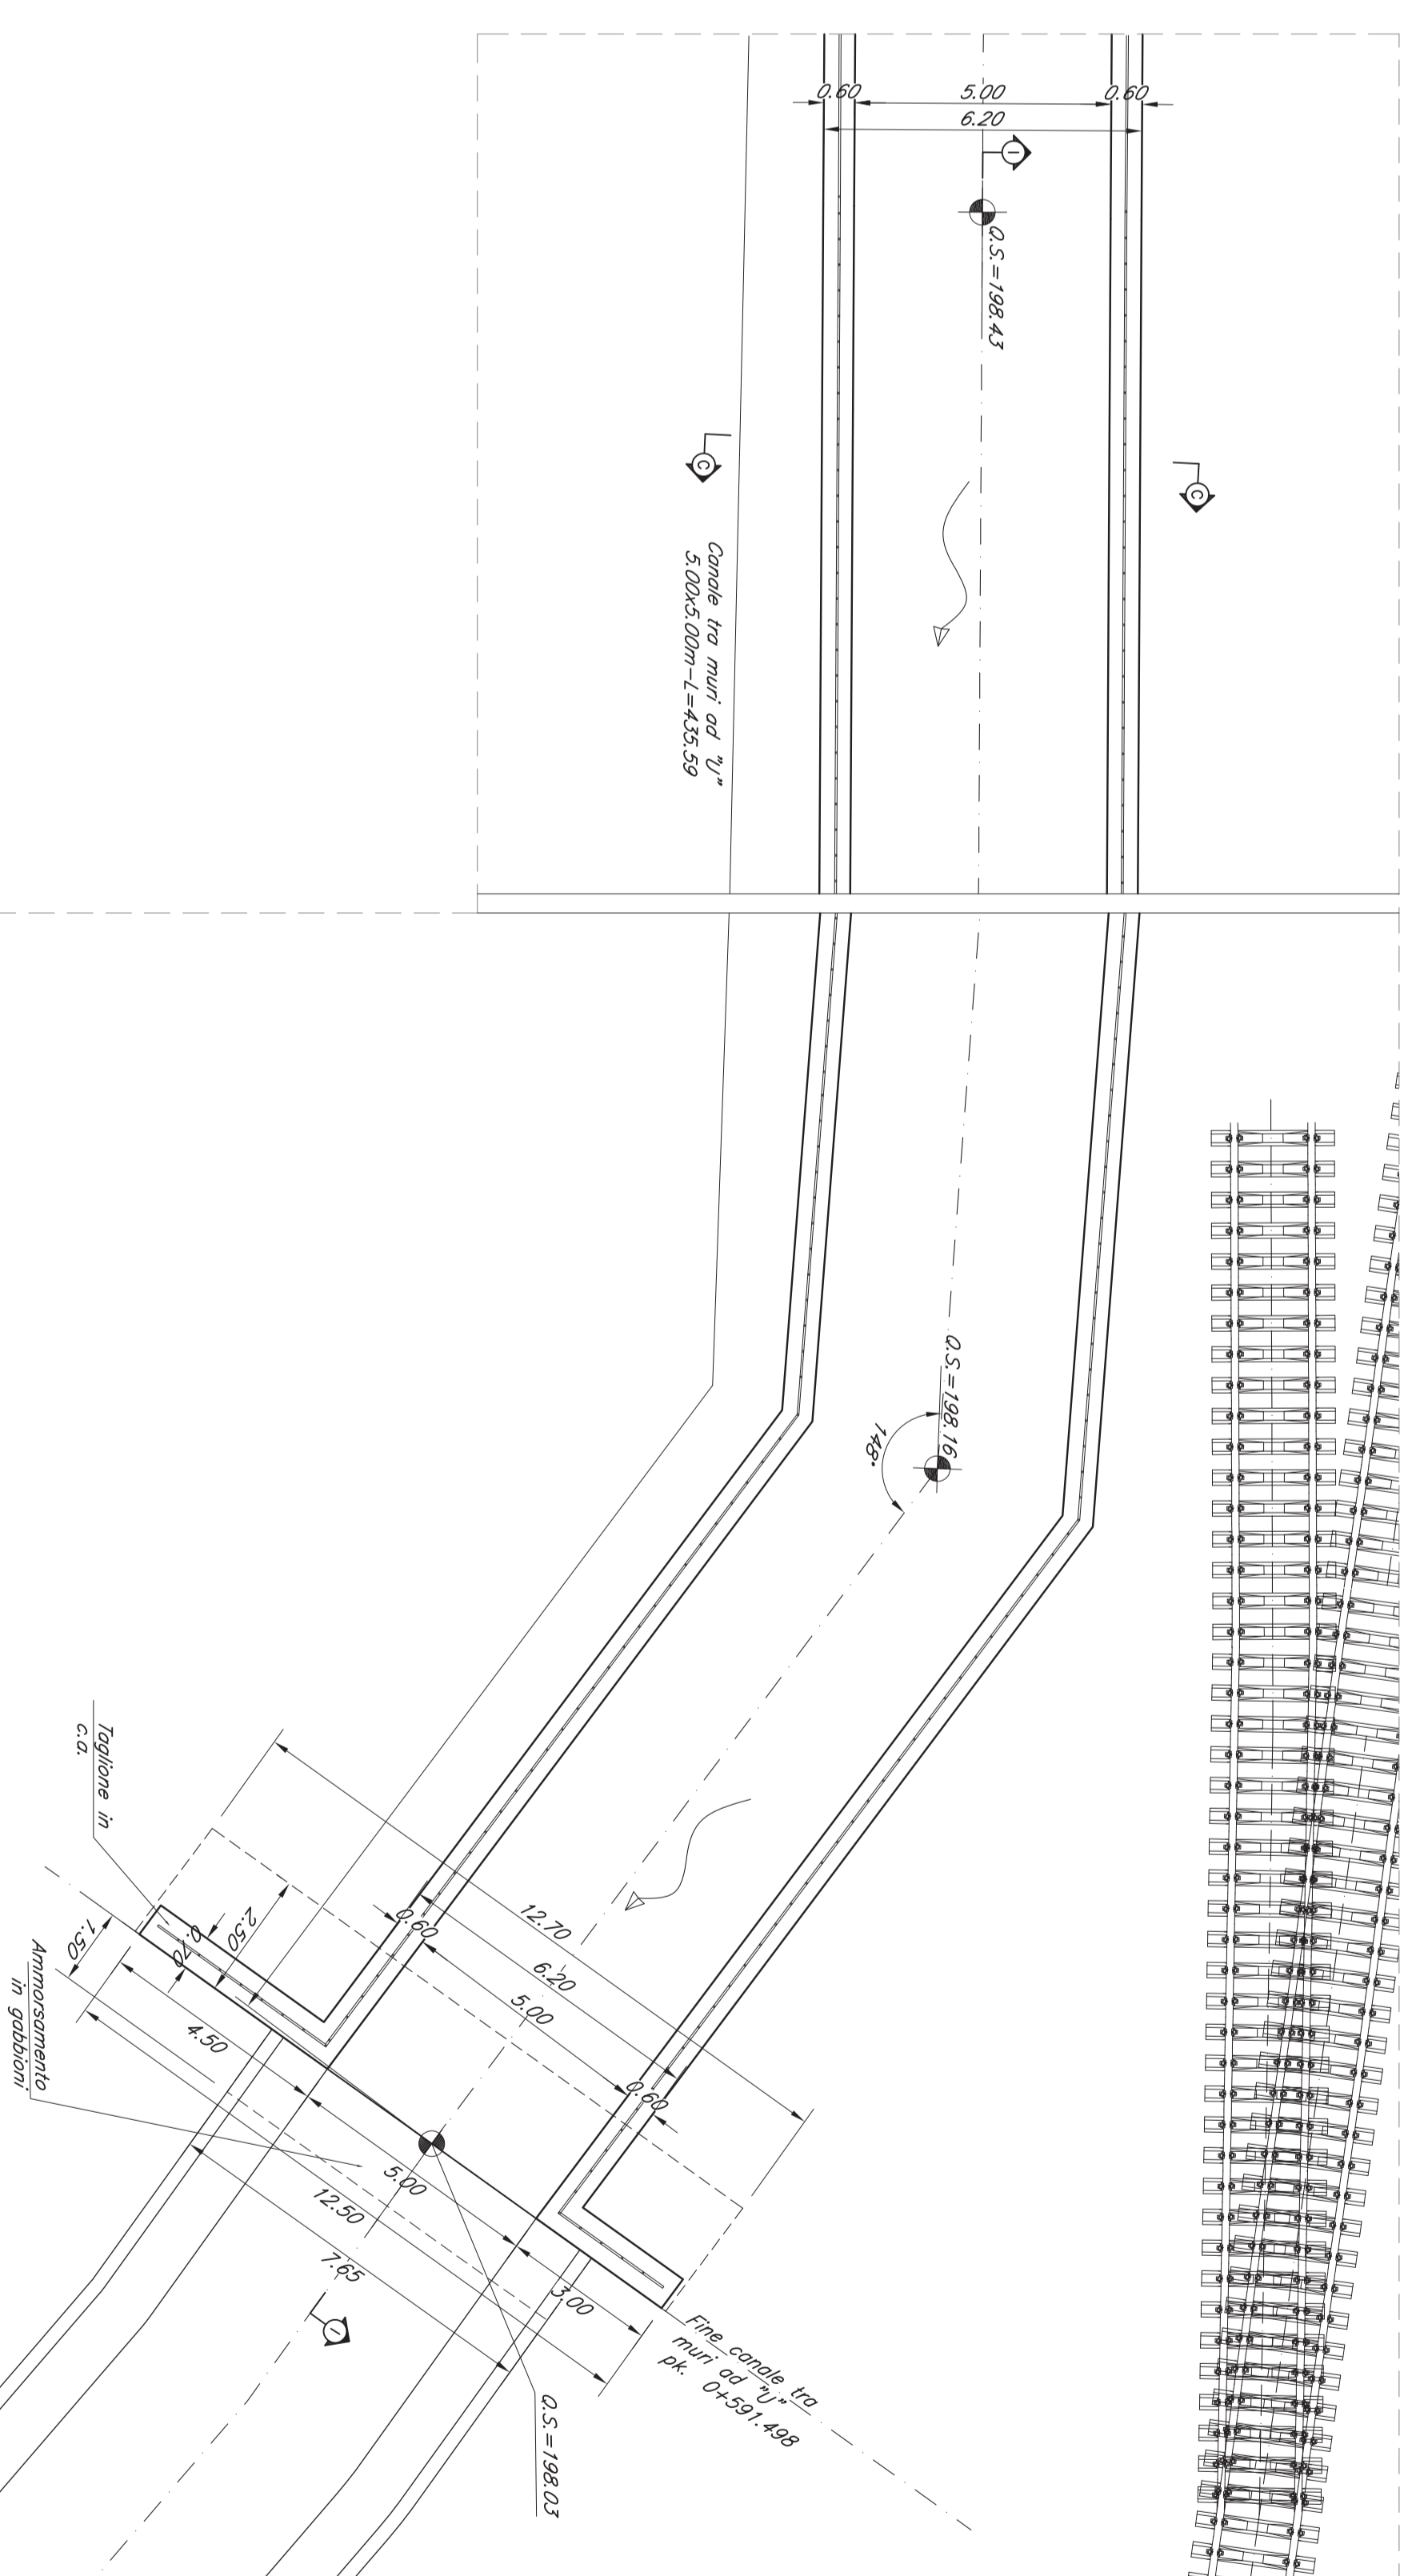 0.60
5.00
0.60
6.20
I
Q.S.=198.43
C
C
Canale tra muri ad "U"
5.00x5.00m-L=435.59
Q.S.=198.16
148°
Taglione in
c.a.
12.70
6.20
0.60
5.00
0.60
2.50
0.70
1.50
Ammorsamento
in gabbioni
4.50
5.00
3.00
12.50
7.65
I
Fine canale tra
muri ad "U"
pk. 0+591.498
Q.S.=198.03